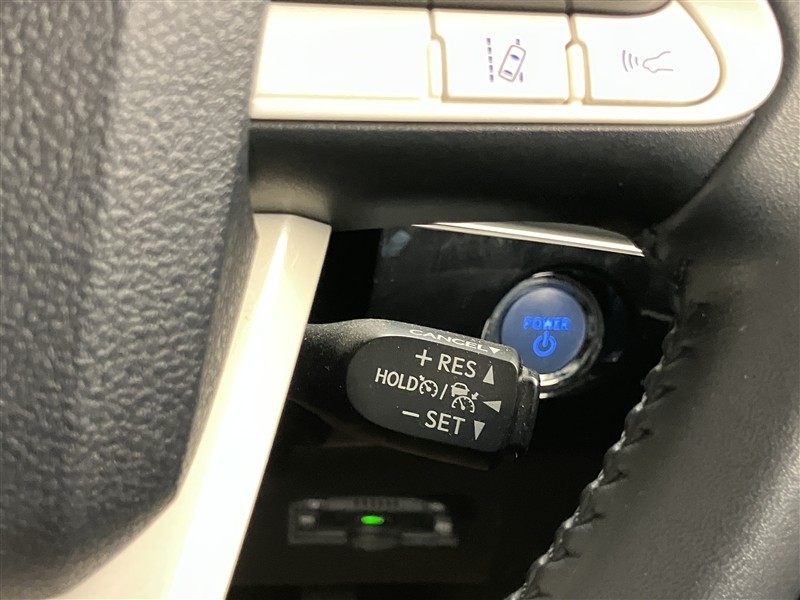 POWER
CANCEL▼
+ RES ▲
HOLD / ◀
− SET ▼